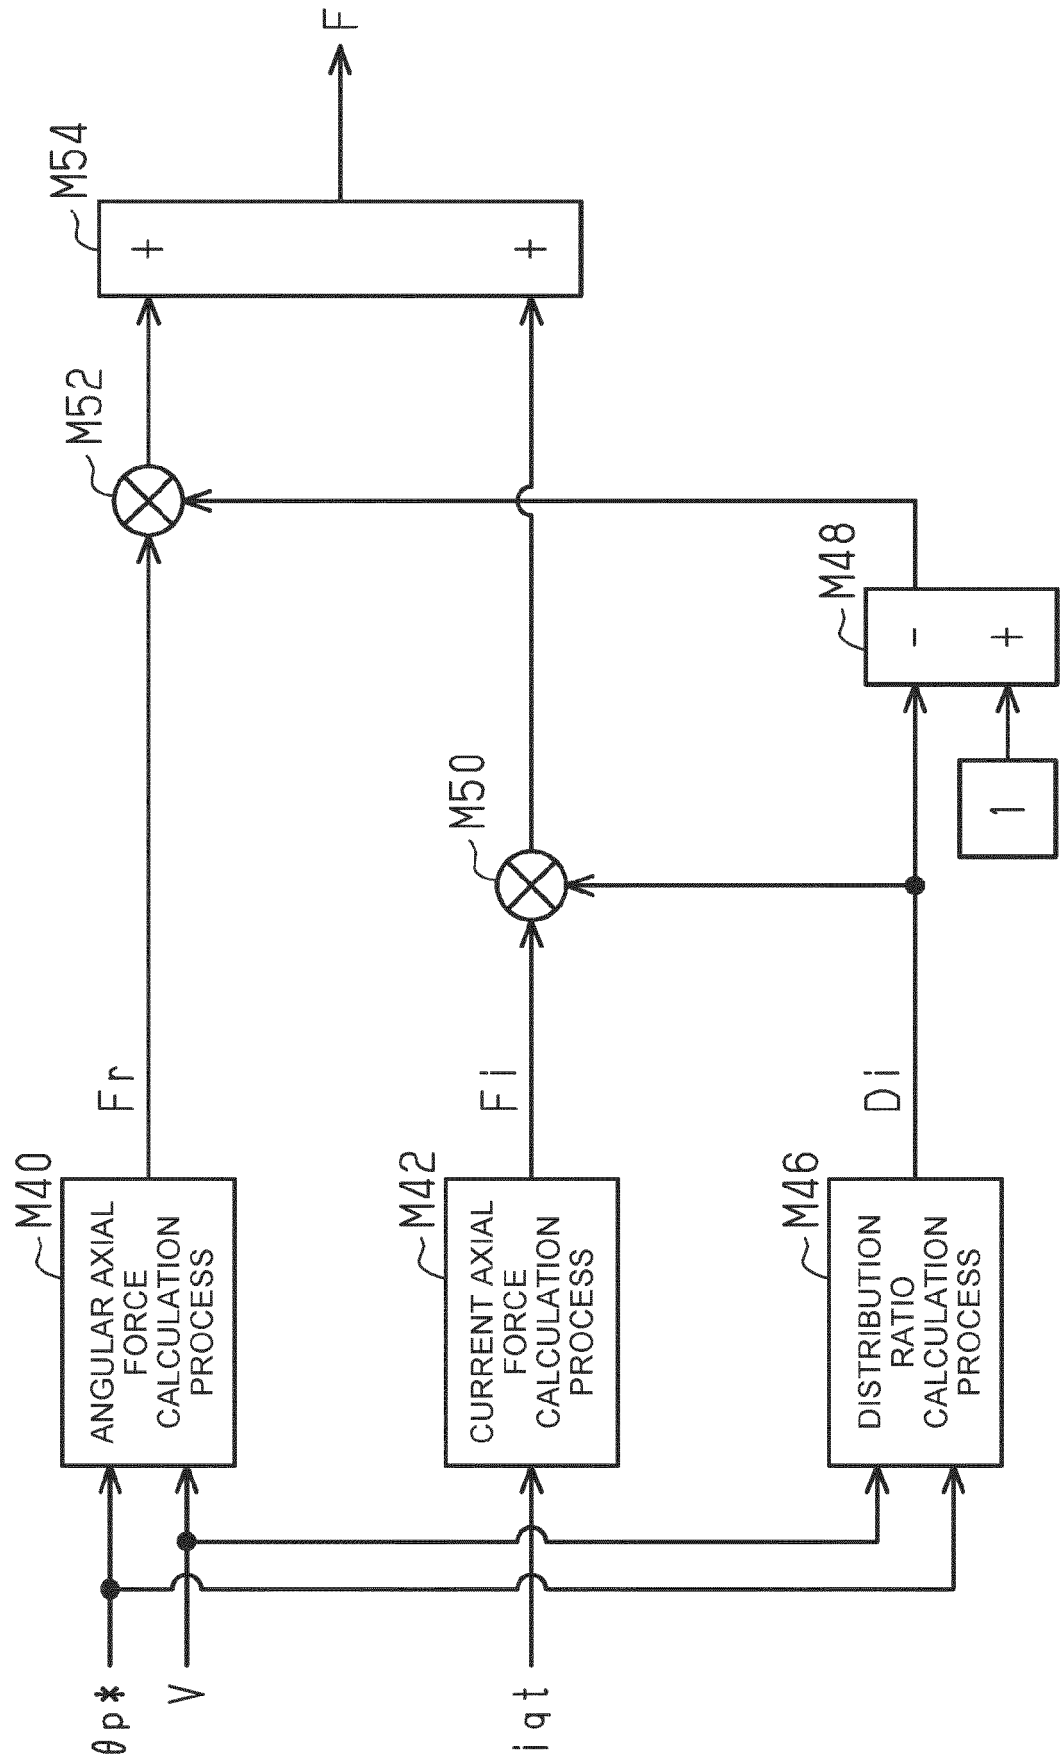 θp*
V
iqt
M40
ANGULAR AXIAL
FORCE
CALCULATION
PROCESS
Fr
M52
M54
+
+
F
M42
CURRENT AXIAL
FORCE
CALCULATION
PROCESS
Fi
M50
M46
DISTRIBUTION
RATIO
CALCULATION
PROCESS
Di
M48
-
+
1